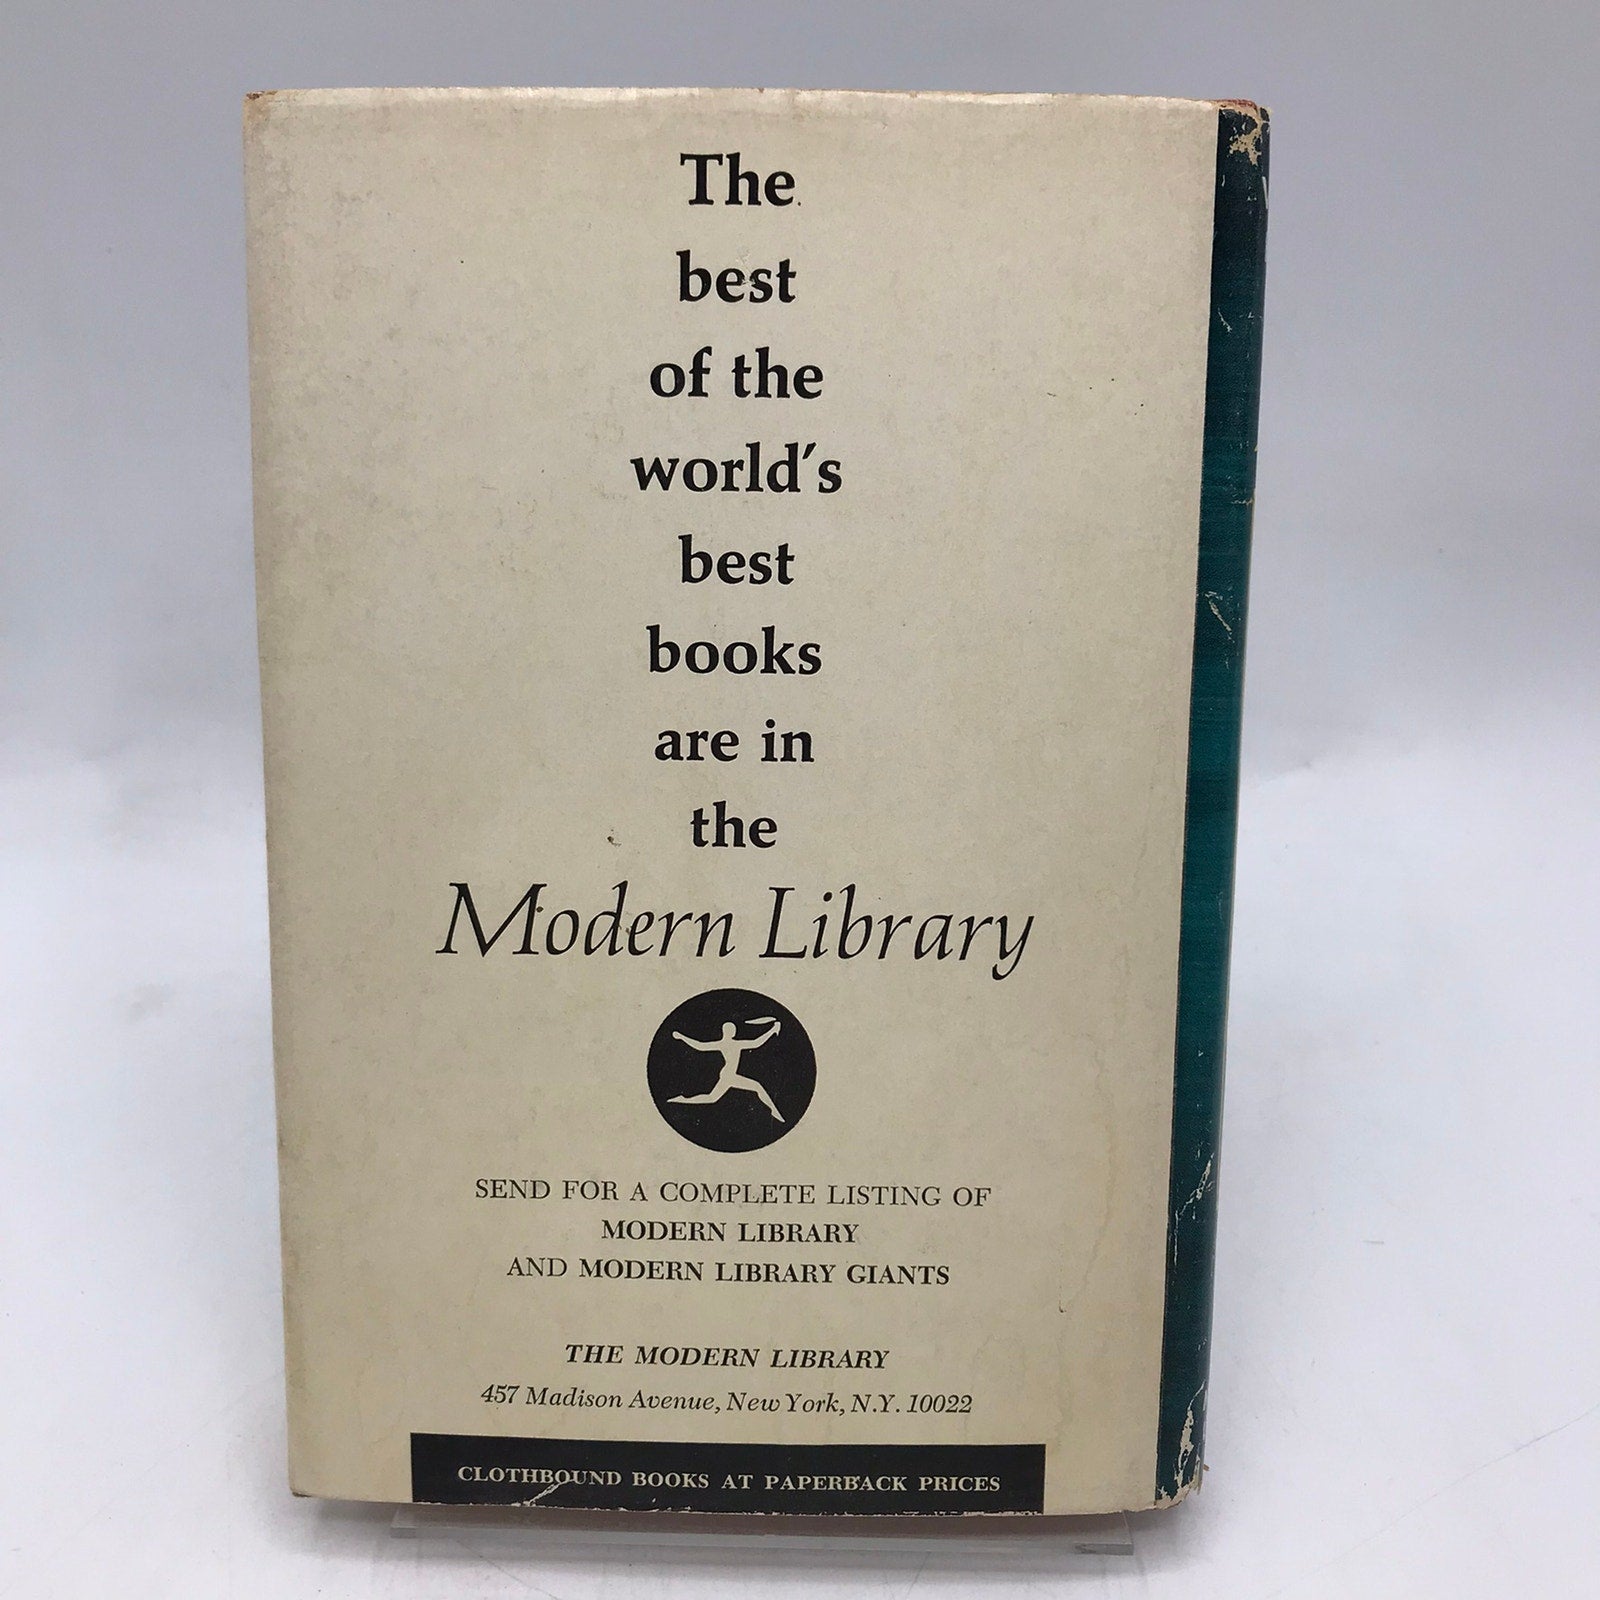 The
best
of the
world's
best
books
are in
the
Modern Library
SEND FOR A COMPLETE LISTING OF
MODERN LIBRARY
AND MODERN LIBRARY GIANTS
THE MODERN LIBRARY
457 Madison Avenue, New York, N.Y. 10022
CLOTHBOUND BOOKS AT PAPERBACK PRICES